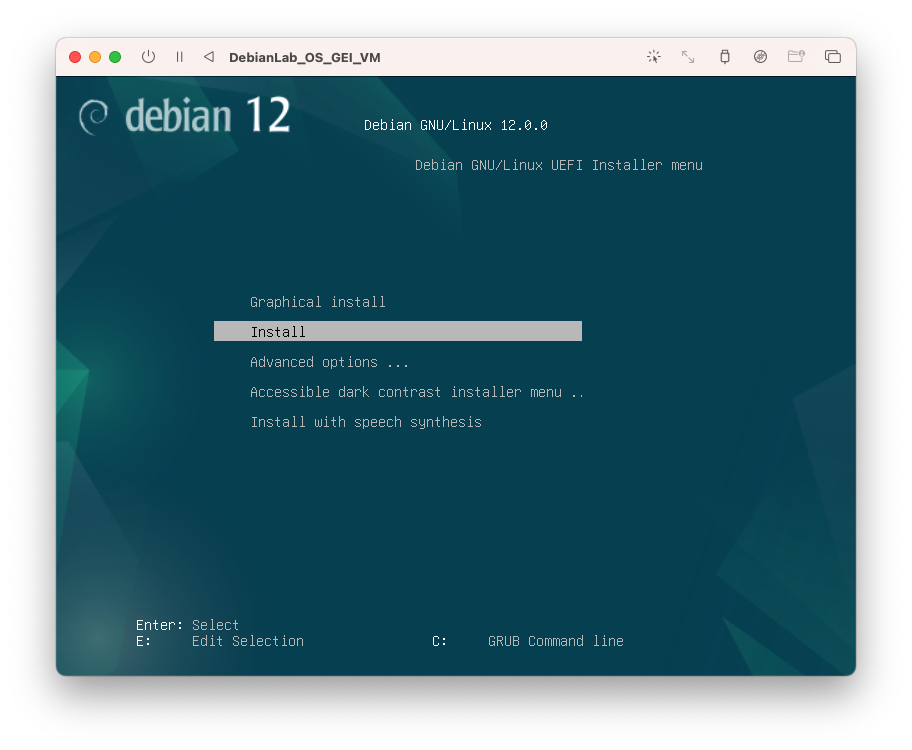 DebianLab_OS_GEI_VM
debian 12
Debian GNU/Linux 12.0.0
Debian GNU/Linux UEFI Installer menu
Graphical install
Install
Advanced options ...
Accessible dark contrast installer menu ..
Install with speech synthesis
Enter: Select
E: Edit Selection C: GRUB Command line